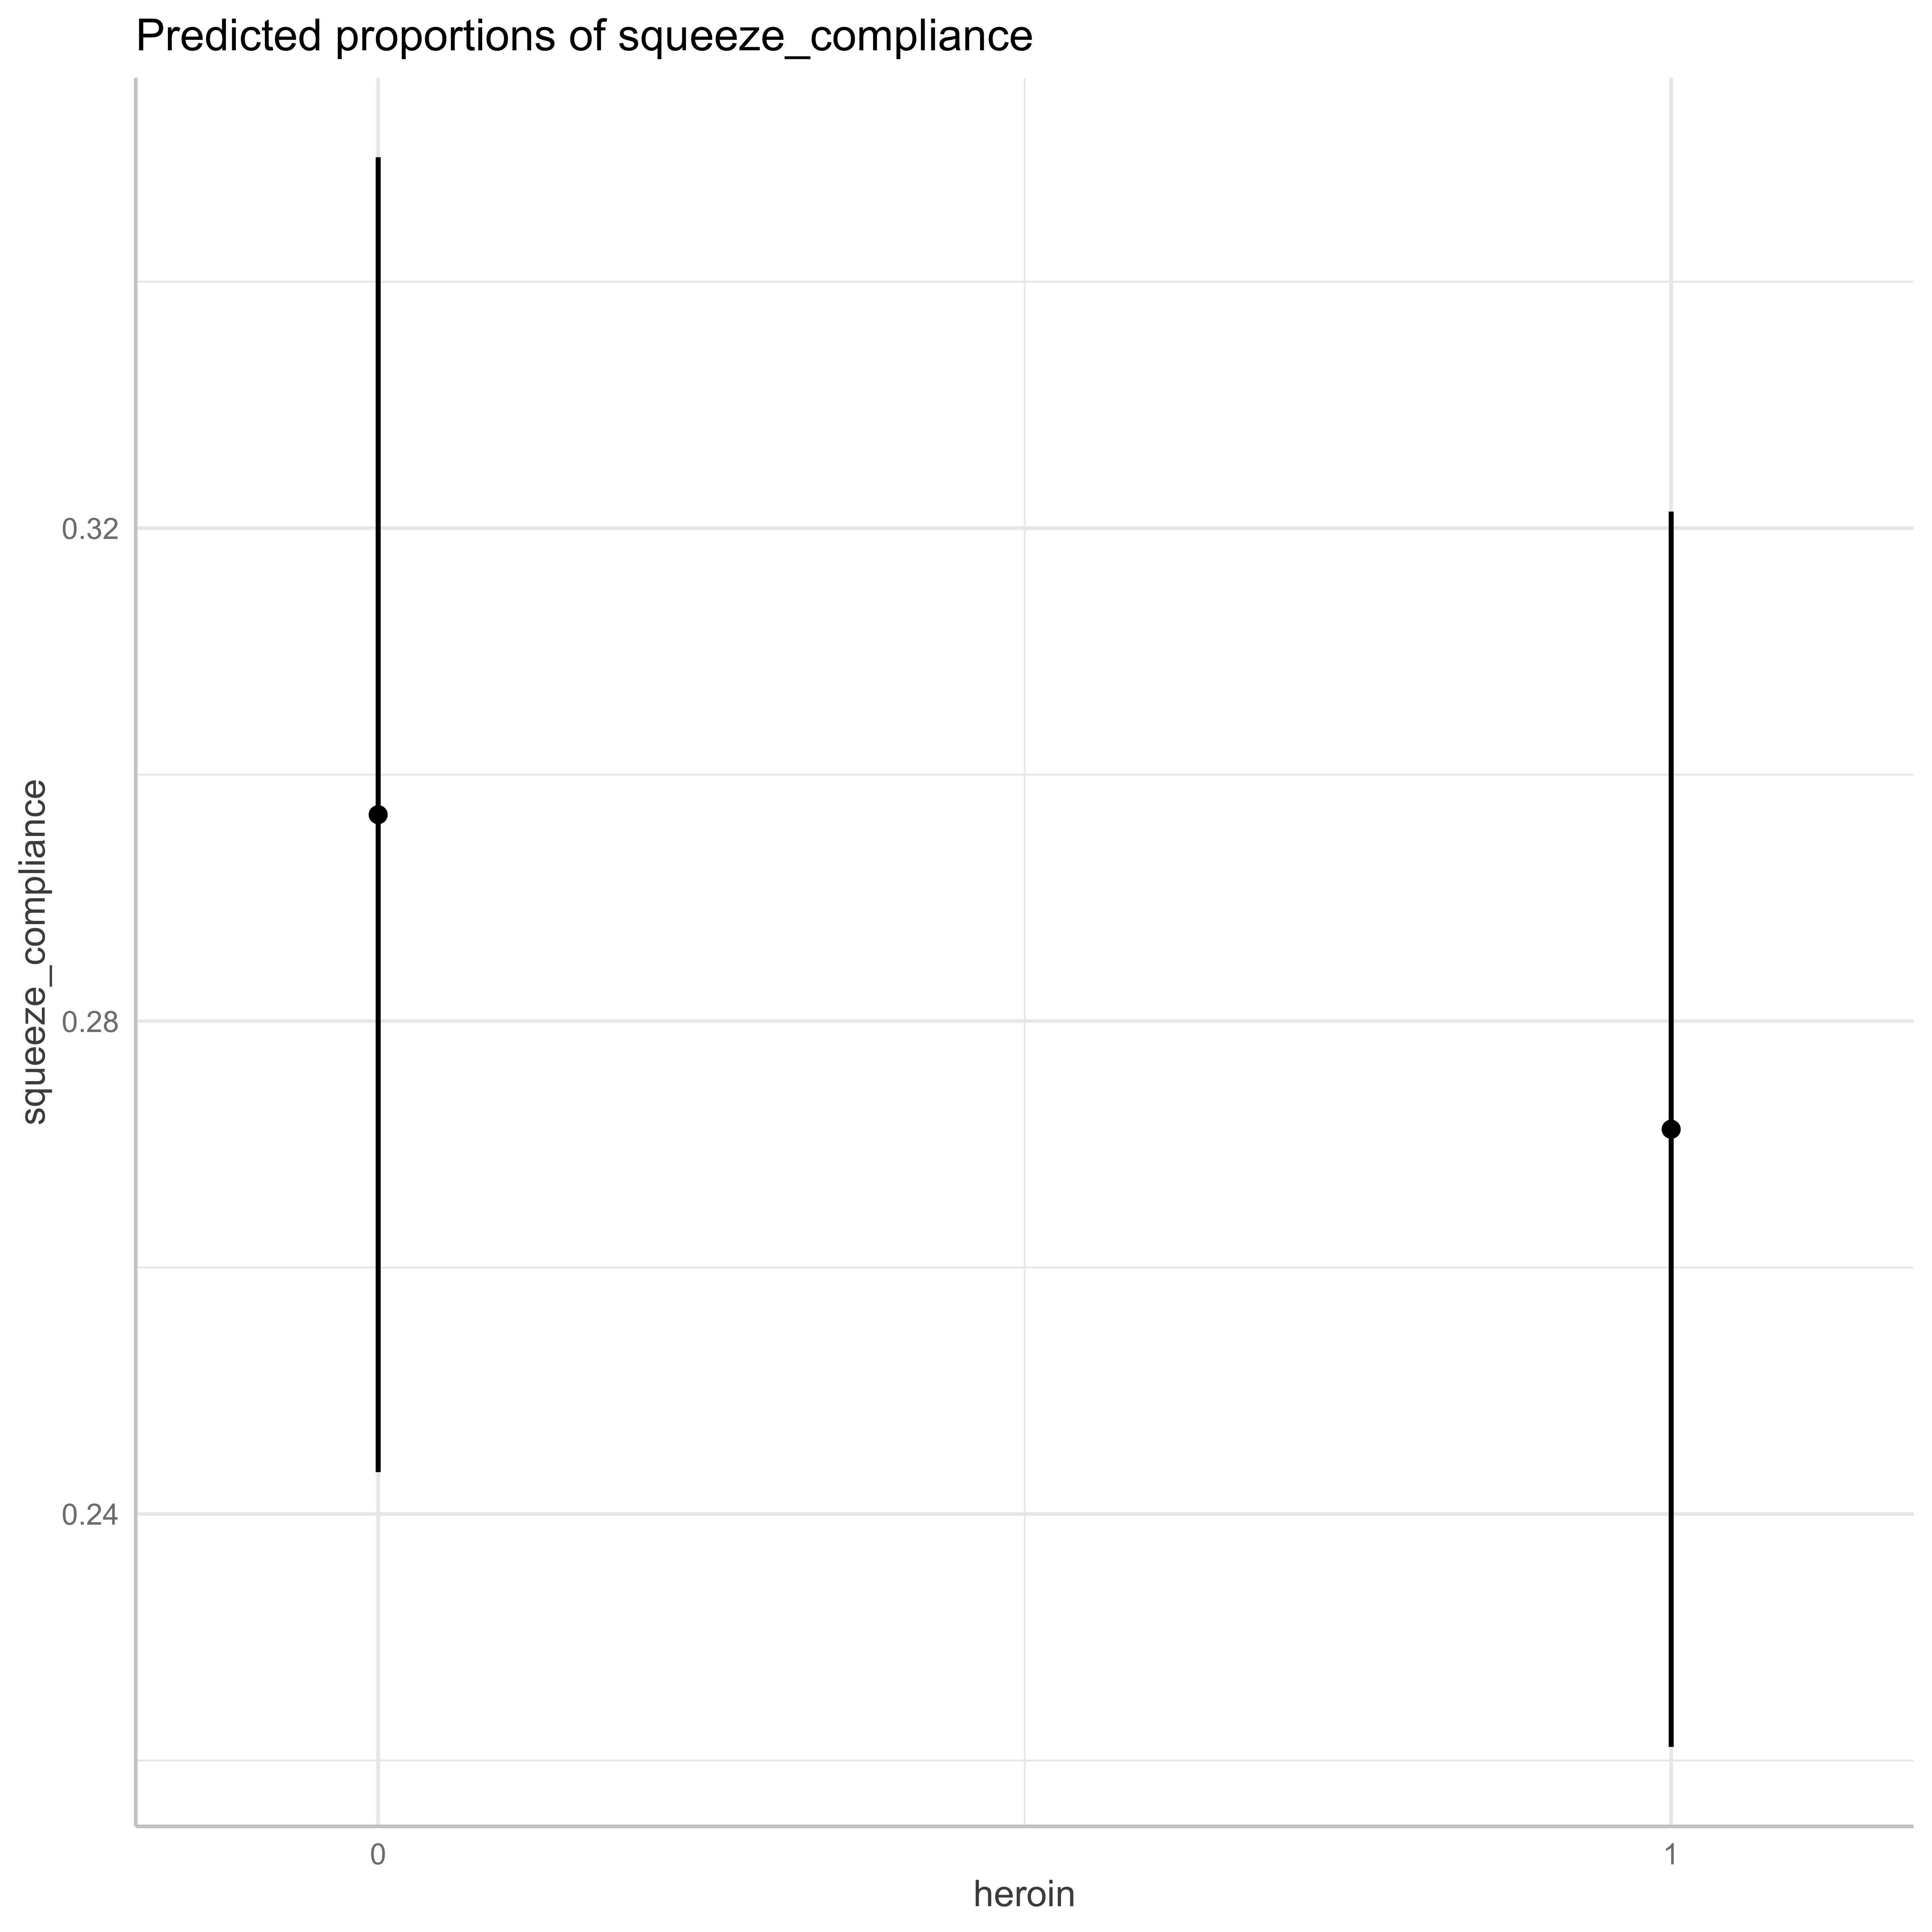 Predicted proportions of squeeze_compliance
squeeze_compliance
0.32
0.28
0.24
0
1
heroin